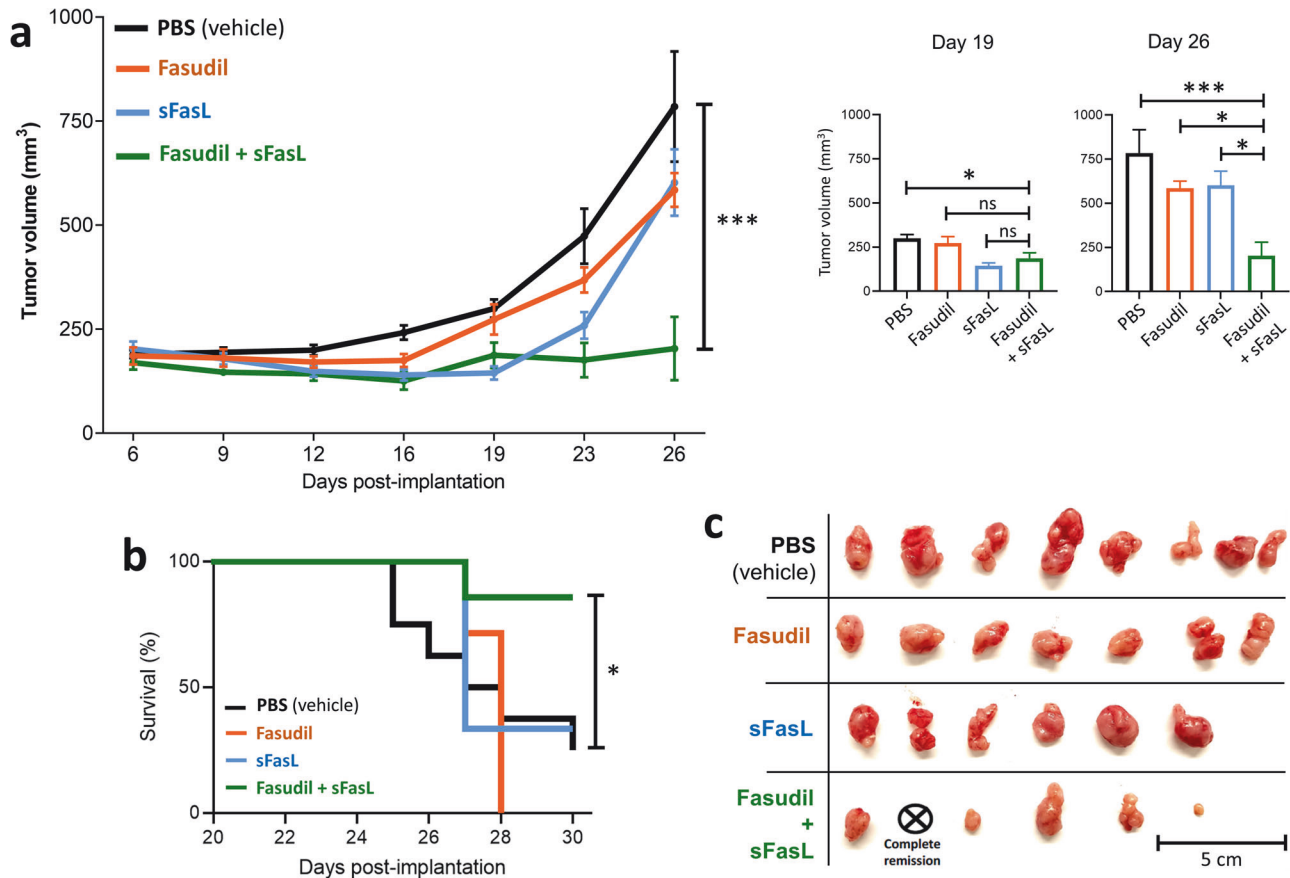 a
1000
750
500
250
0
Tumor volume (mm³)
PBS (vehicle)
Fasudil
sFasL
Fasudil + sFasL
***
6 9 12 16 19 23 26
Days post-implantation
Day 19
1000
750
500
250
0
Tumor volume (mm³)
*
ns
ns
PBS
Fasudil
sFasL
Fasudil
+ sFasL
Day 26
1000
750
500
250
0
***
*
*
PBS
Fasudil
sFasL
Fasudil
+ sFasL
b
100
50
0
Survival (%)
PBS (vehicle)
Fasudil
sFasL
Fasudil + sFasL
*
20 22 24 26 28 30
Days post-implantation
c
PBS
(vehicle)
Fasudil
sFasL
Fasudil
+
sFasL
Complete
remission
5 cm